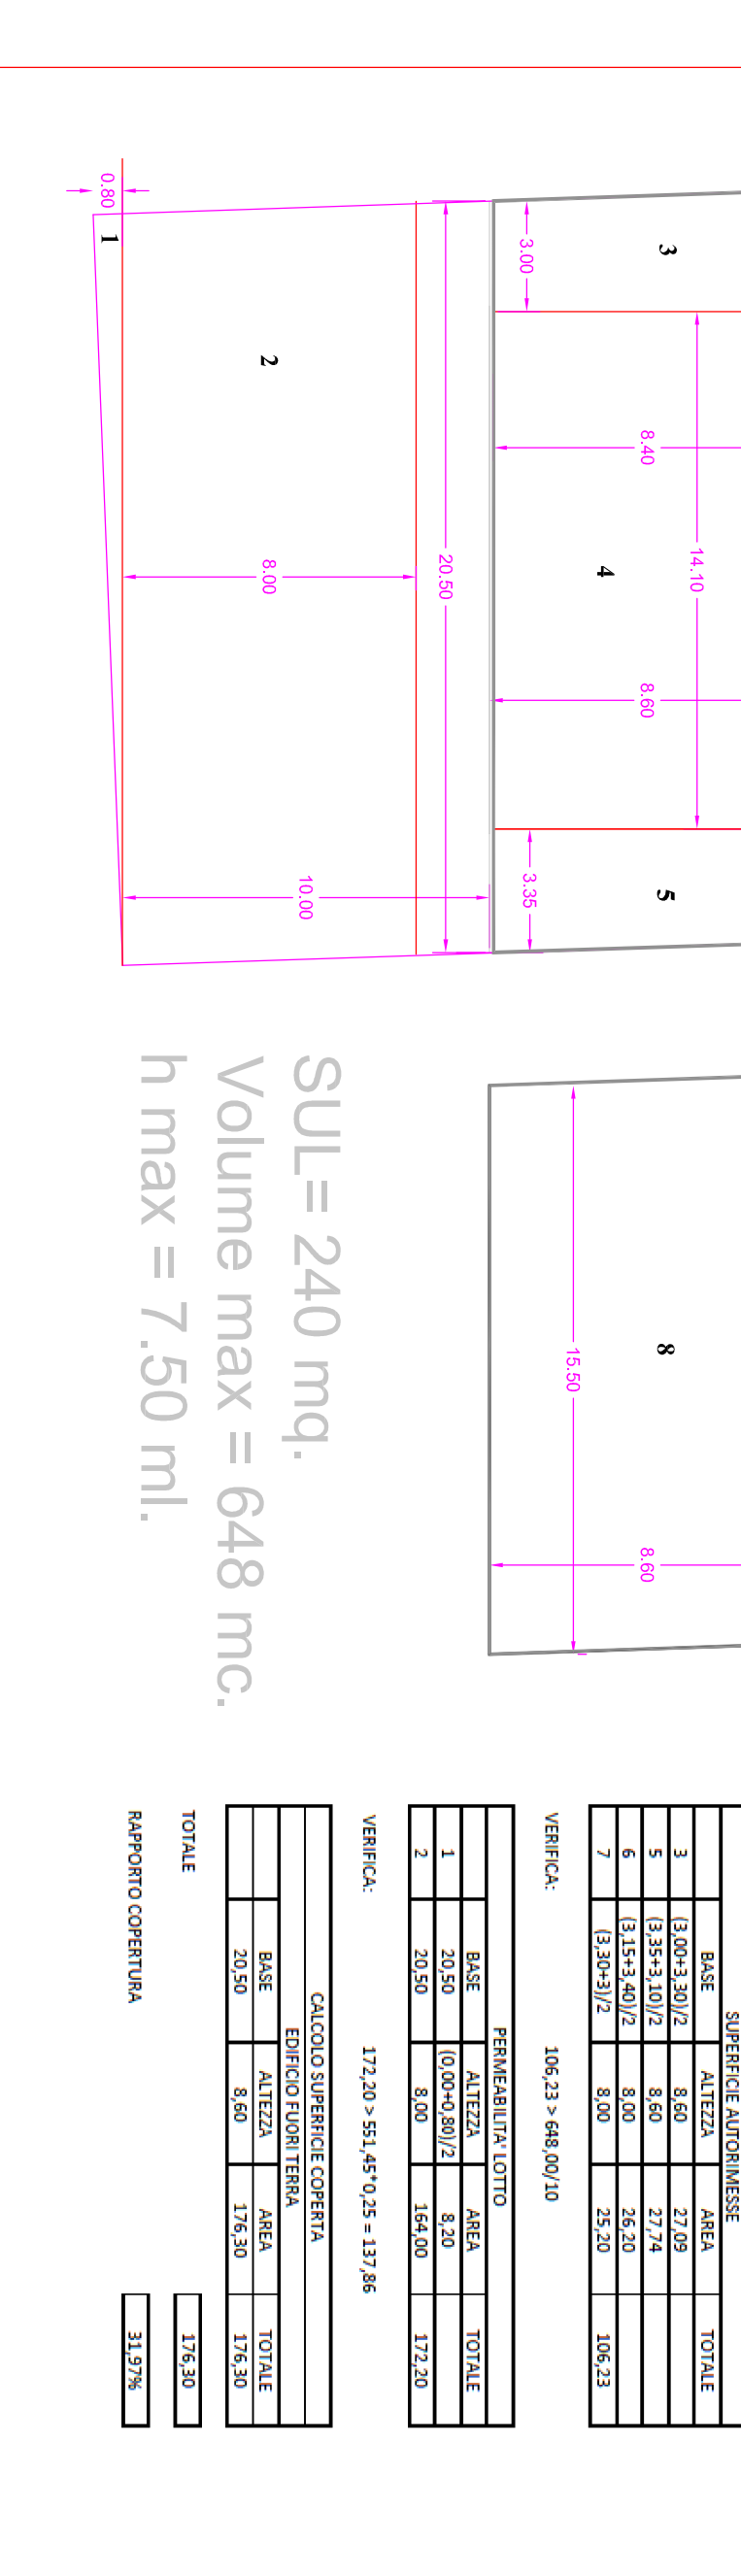 0.80
1
2
3
3.00
8.40
14.10
4
8.00
20.50
8.60
10.00
3.35
5
SUL= 240 mq.
Volume max = 648 mc.
h max = 7.50 ml.
8
15.50
8.60
SUPERFICIE AUTORIMESSE
BASE ALTEZZA AREA TOTALE
3 (3,00+3,30)/2 8,60 27,09
5 (3,35+3,10)/2 8,60 27,74
6 (3,15+3,40)/2 8,00 26,20
7 (3,30+3)/2 8,00 25,20 106,23
VERIFICA: 106,23 > 648,00/10
PERMEABILITA' LOTTO
BASE ALTEZZA AREA TOTALE
1 20,50 (0,00+0,80)/2 8,20
2 20,50 8,00 164,00 172,20
VERIFICA: 172,20 > 551,45*0,25 = 137,86
CALCOLO SUPERFICIE COPERTA
EDIFICIO FUORI TERRA
BASE ALTEZZA AREA TOTALE
20,50 8,60 176,30 176,30
TOTALE 176,30
RAPPORTO COPERTURA 31,97%